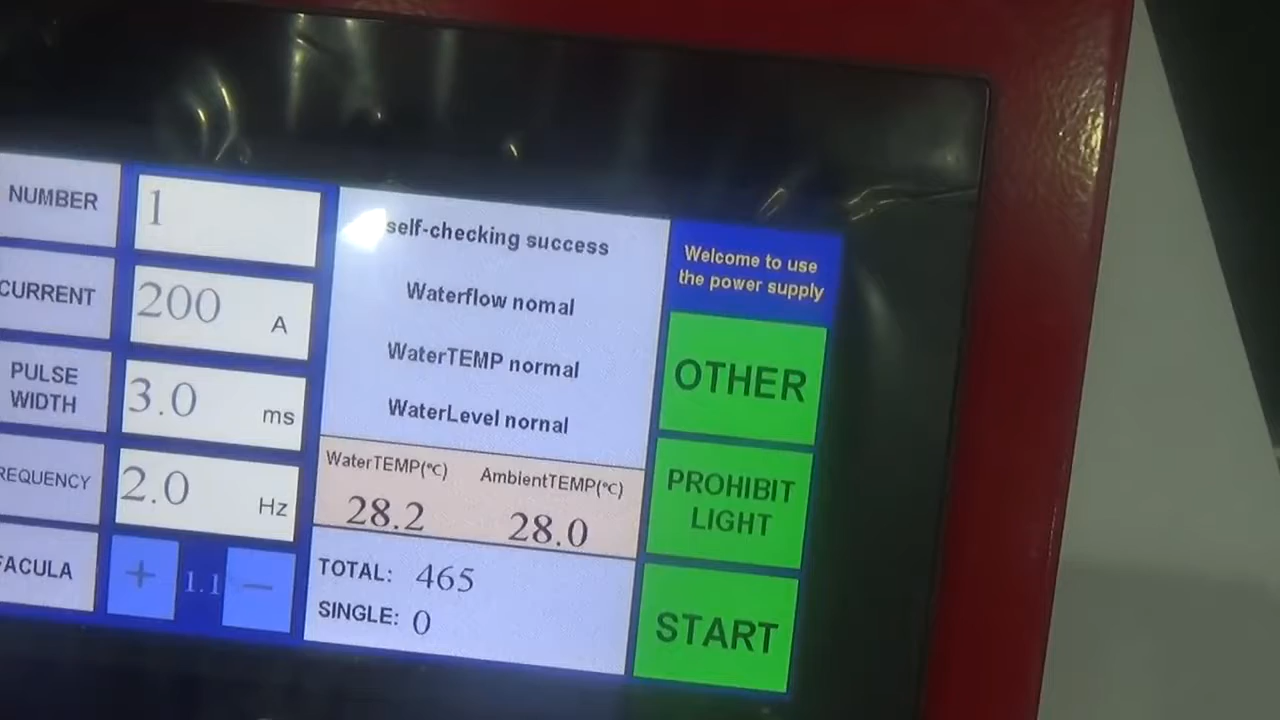 NUMBER
1
CURRENT
200 A
PULSE
WIDTH
3.0 ms
REQUENCY
2.0 Hz
FACULA
+ 1.1 −
self-checking success
Waterflow nomal
WaterTEMP normal
WaterLevel nornal
WaterTEMP(℃) AmbientTEMP(℃)
28.2 28.0
TOTAL: 465
SINGLE: 0
Welcome to use
the power supply
OTHER
PROHIBIT
LIGHT
START